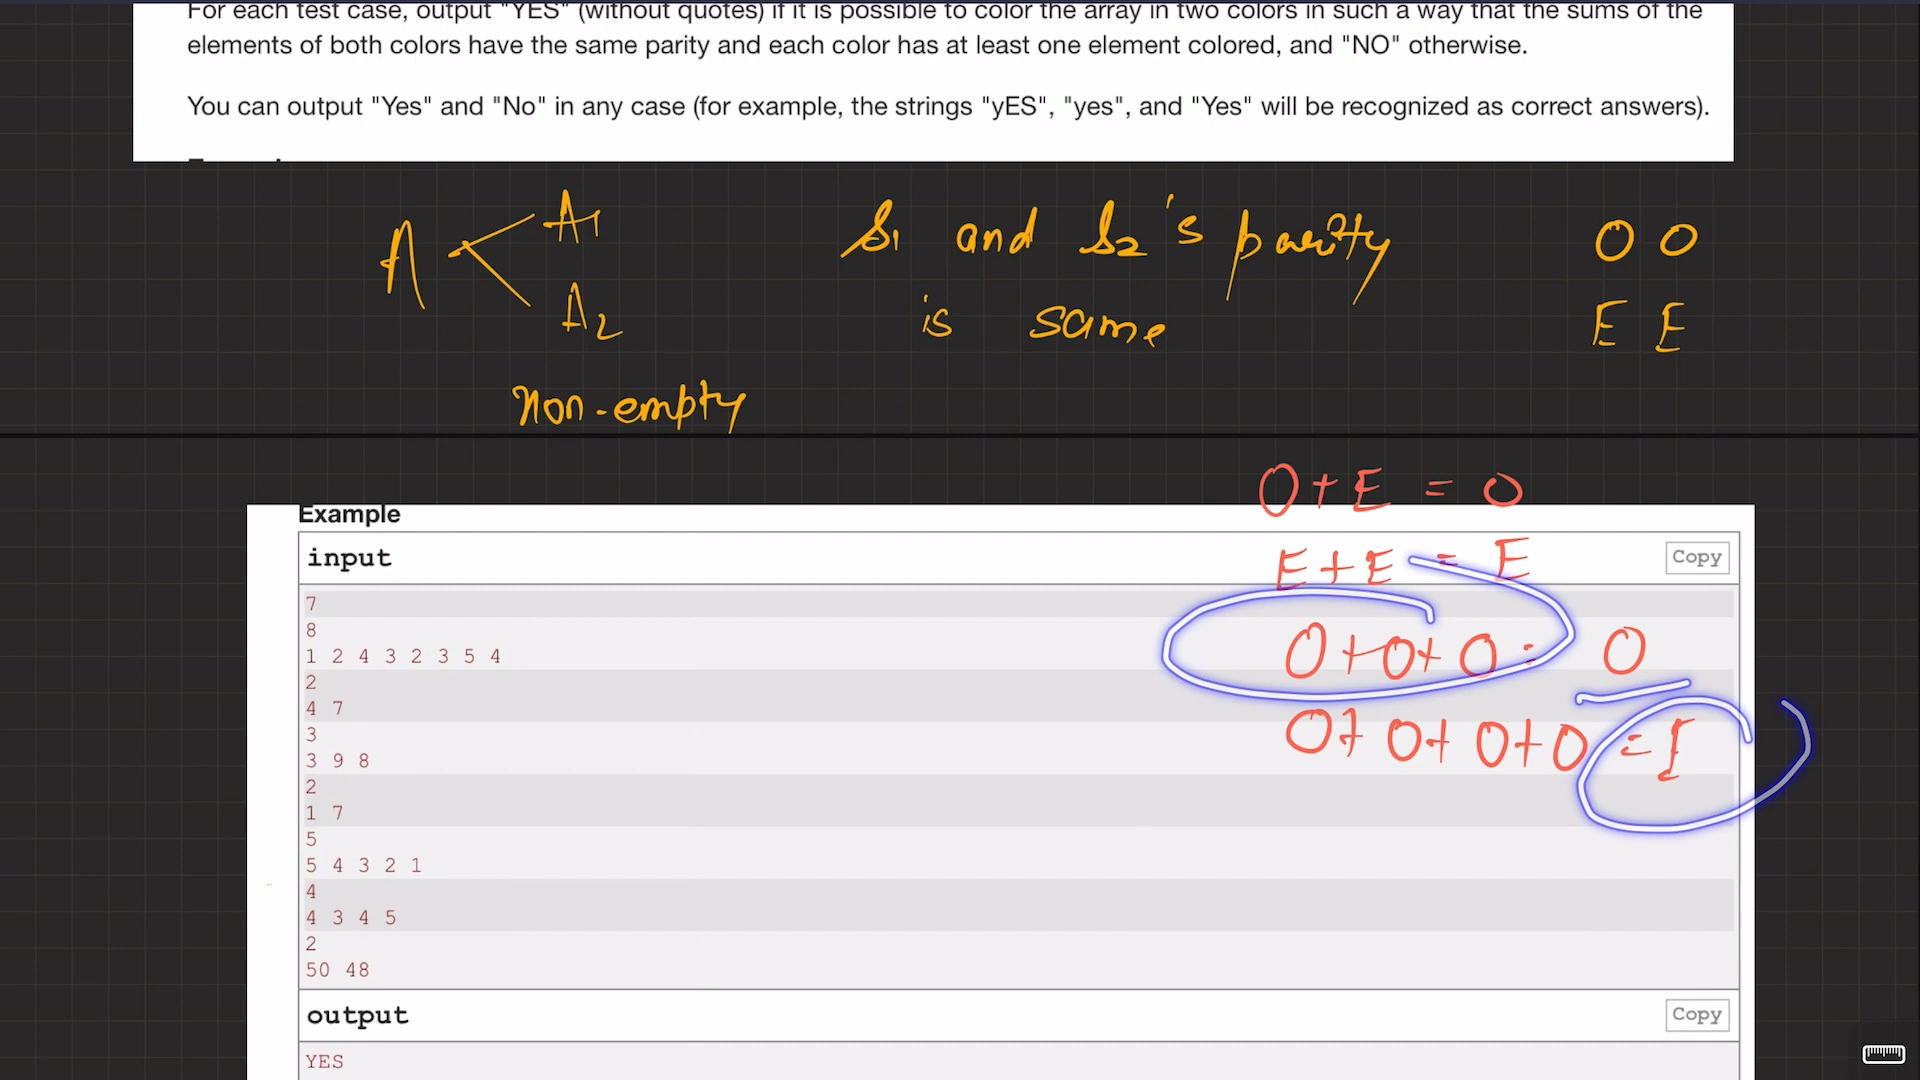 For each test case, output "YES" (without quotes) if it is possible to color the array in two colors in such a way that the sums of the
elements of both colors have the same parity and each color has at least one element colored, and "NO" otherwise.
You can output "Yes" and "No" in any case (for example, the strings "yES", "yes", and "Yes" will be recognized as correct answers).
A
A1
A2
non-empty
S1 and S2's parity
is same
O O
E E
O + E = O
E + E = E
O + O + O = O
O + O + O + O = E
Example
input
Copy
7
8
1 2 4 3 2 3 5 4
2
4 7
3
3 9 8
2
1 7
5
5 4 3 2 1
4
4 3 4 5
2
50 48
output
Copy
YES